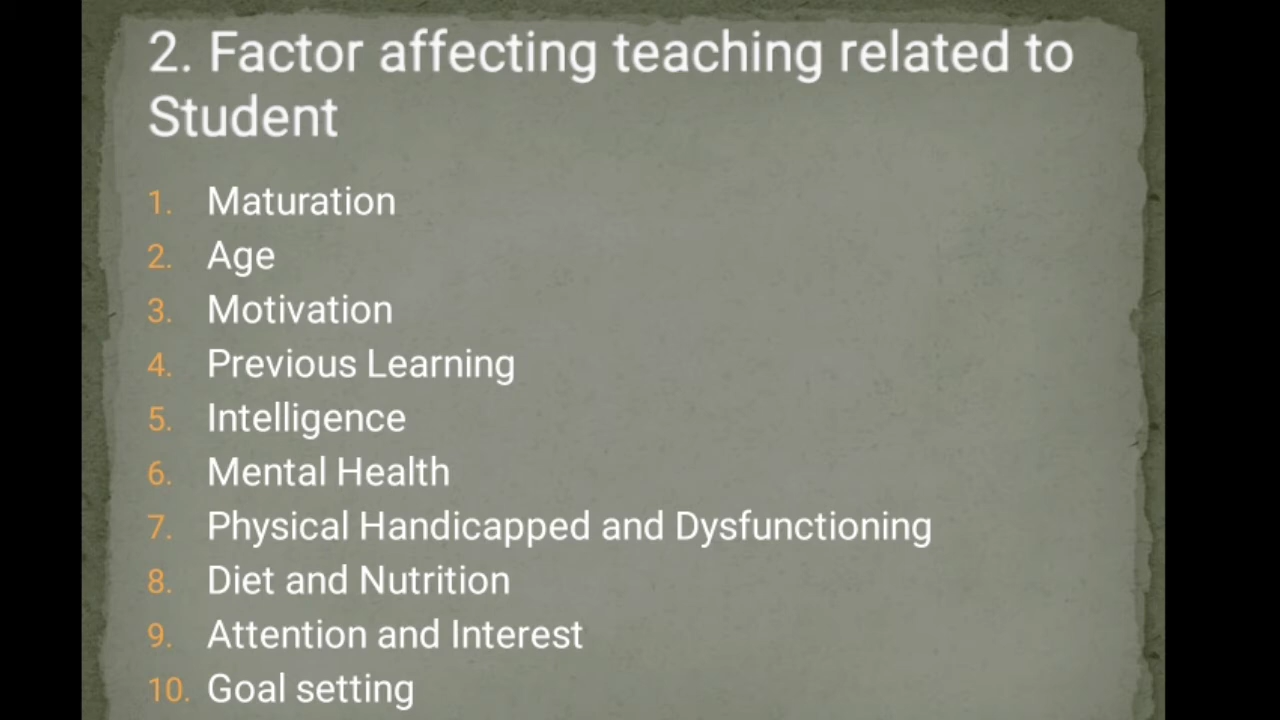 2. Factor affecting teaching related to
Student
1. Maturation
2. Age
3. Motivation
4. Previous Learning
5. Intelligence
6. Mental Health
7. Physical Handicapped and Dysfunctioning
8. Diet and Nutrition
9. Attention and Interest
10. Goal setting